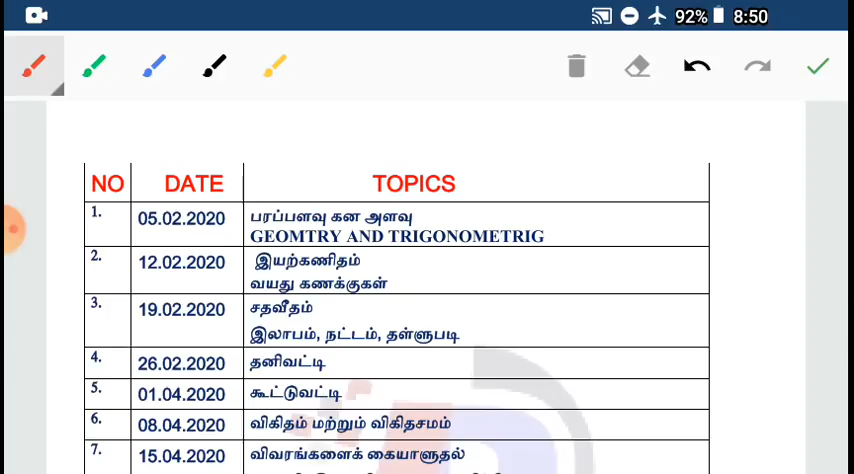 92% 8:50
NO DATE TOPICS
1. 05.02.2020 பரப்பளவு கன அளவு
GEOMTRY AND TRIGONOMETRIG
2. 12.02.2020 இயற்கணிதம்
வயது கணக்குகள்
3. 19.02.2020 சதவீதம்
இலாபம், நட்டம், தள்ளுபடி
4. 26.02.2020 தனிவட்டி
5. 01.04.2020 கூட்டுவட்டி
6. 08.04.2020 விகிதம் மற்றும் விகிதசமம்
7. 15.04.2020 விவரங்களைக் கையாளுதல்